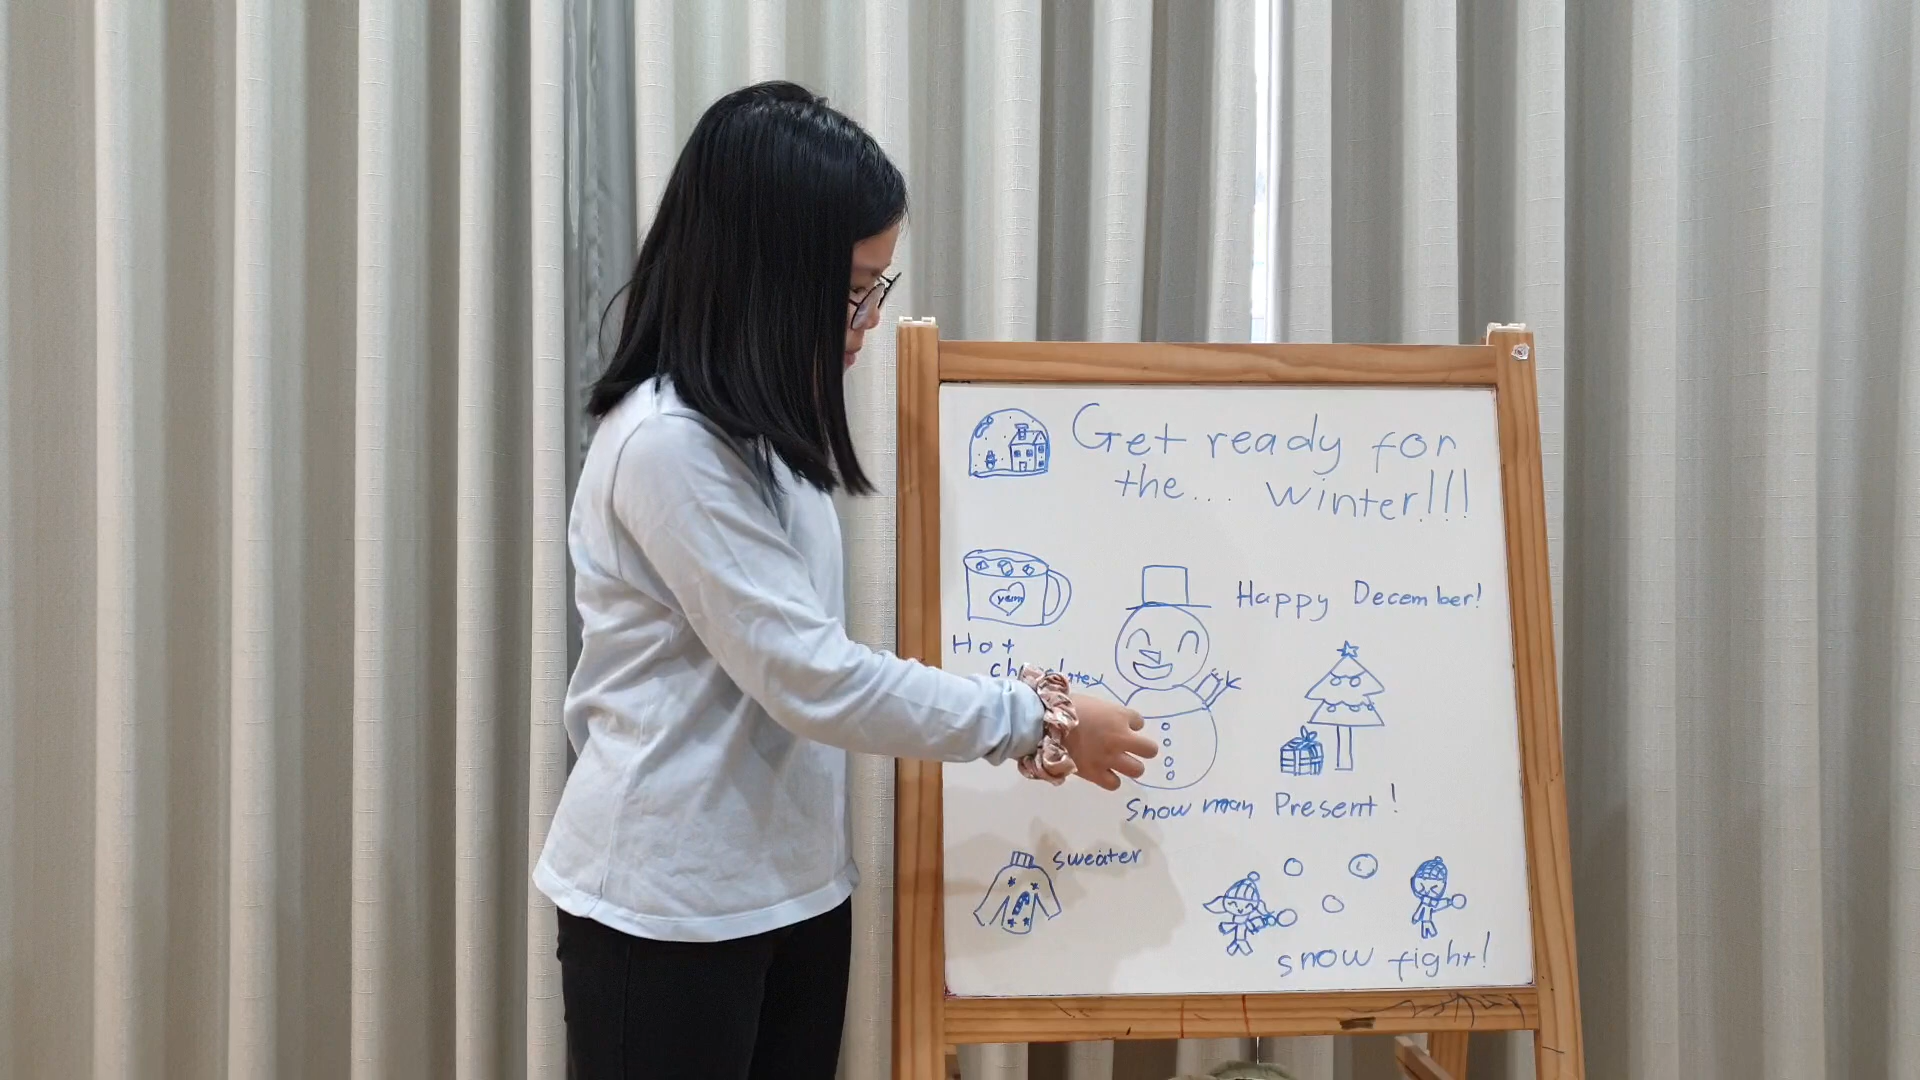 Get ready for
the... winter!!!
yum
Happy December!
Hot
Snow man Present!
sweater
snow fight!